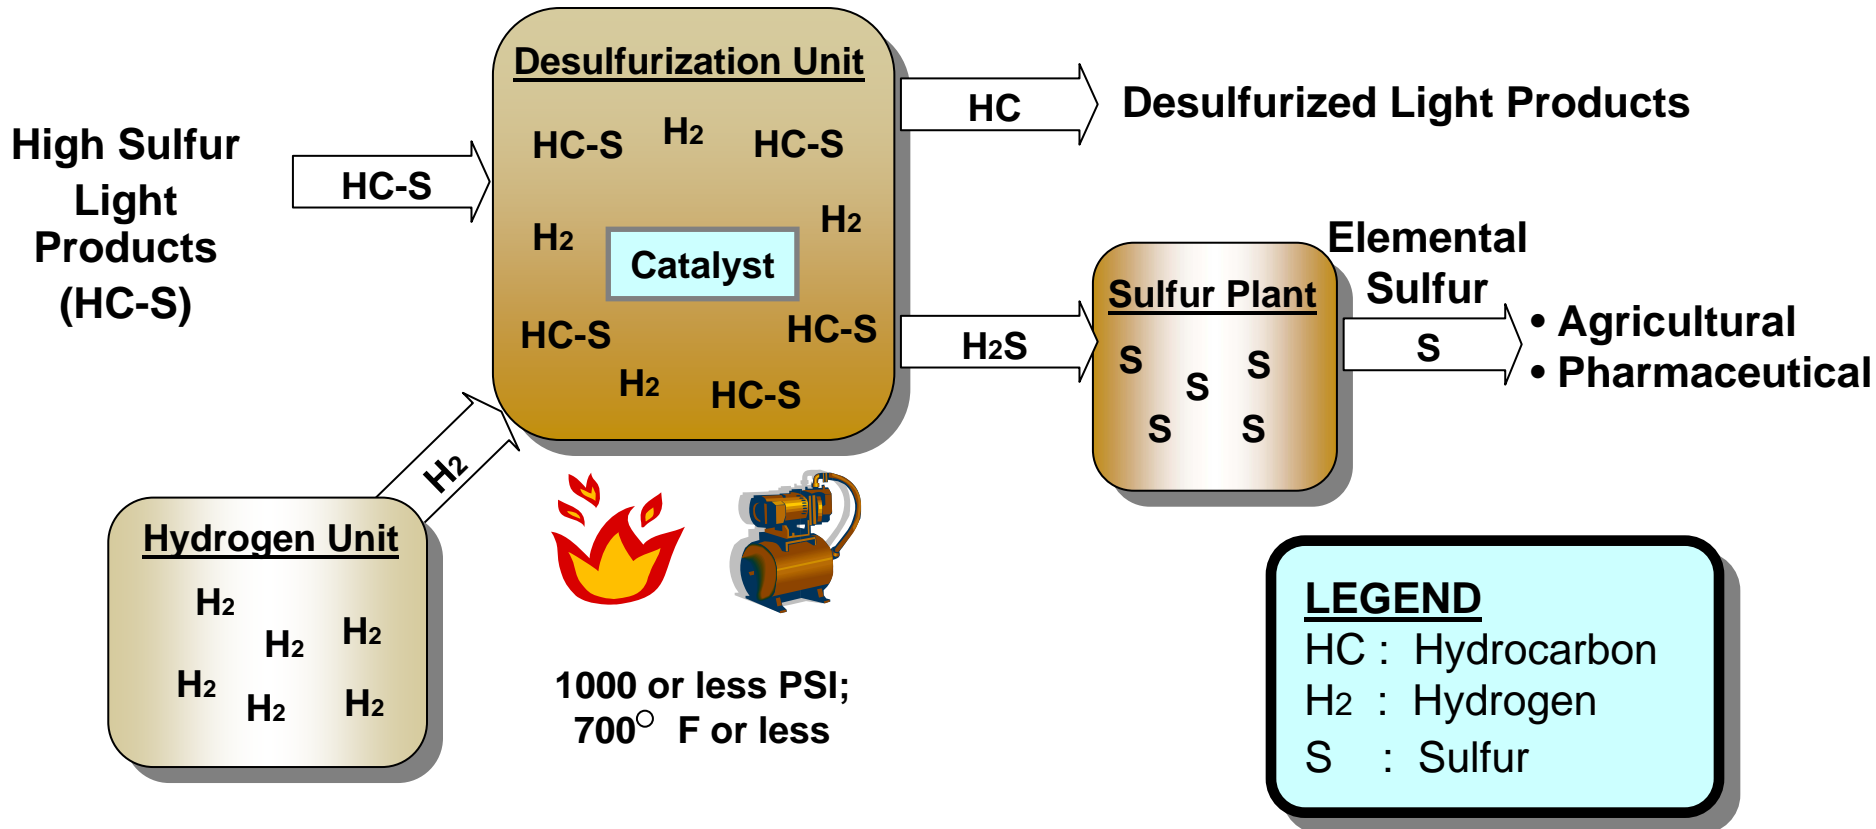 High Sulfur
Light
Products
(HC-S)
HC-S
Desulfurization Unit
HC-S H2 HC-S
H2 H2
Catalyst
HC-S HC-S
H2 HC-S
HC
Desulfurized Light Products
H2S
Sulfur Plant
S S
S
S S
Elemental
Sulfur
S
• Agricultural
• Pharmaceutical
H2
Hydrogen Unit
H2
H2 H2
H2 H2 H2
1000 or less PSI;
700○ F or less
LEGEND
HC : Hydrocarbon
H2 : Hydrogen
S : Sulfur